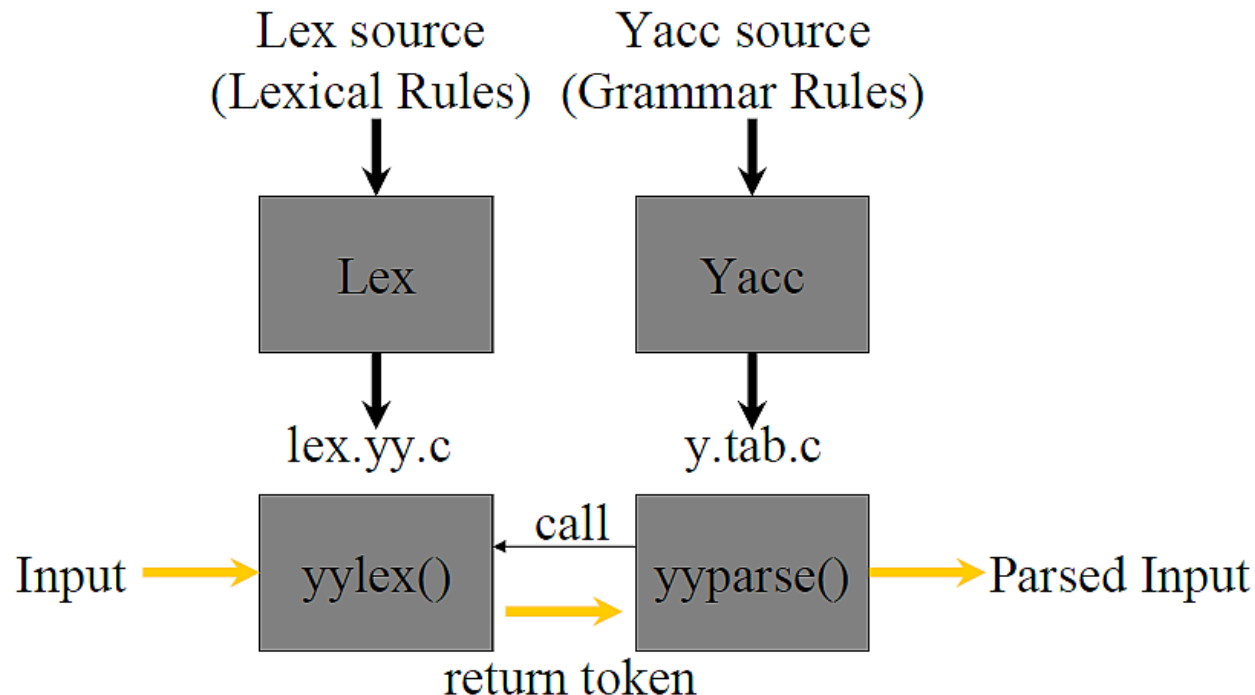 Lex source
(Lexical Rules)
Yacc source
(Grammar Rules)
Lex
Yacc
lex.yy.c
y.tab.c
call
Input
yylex()
yyparse()
Parsed Input
return token